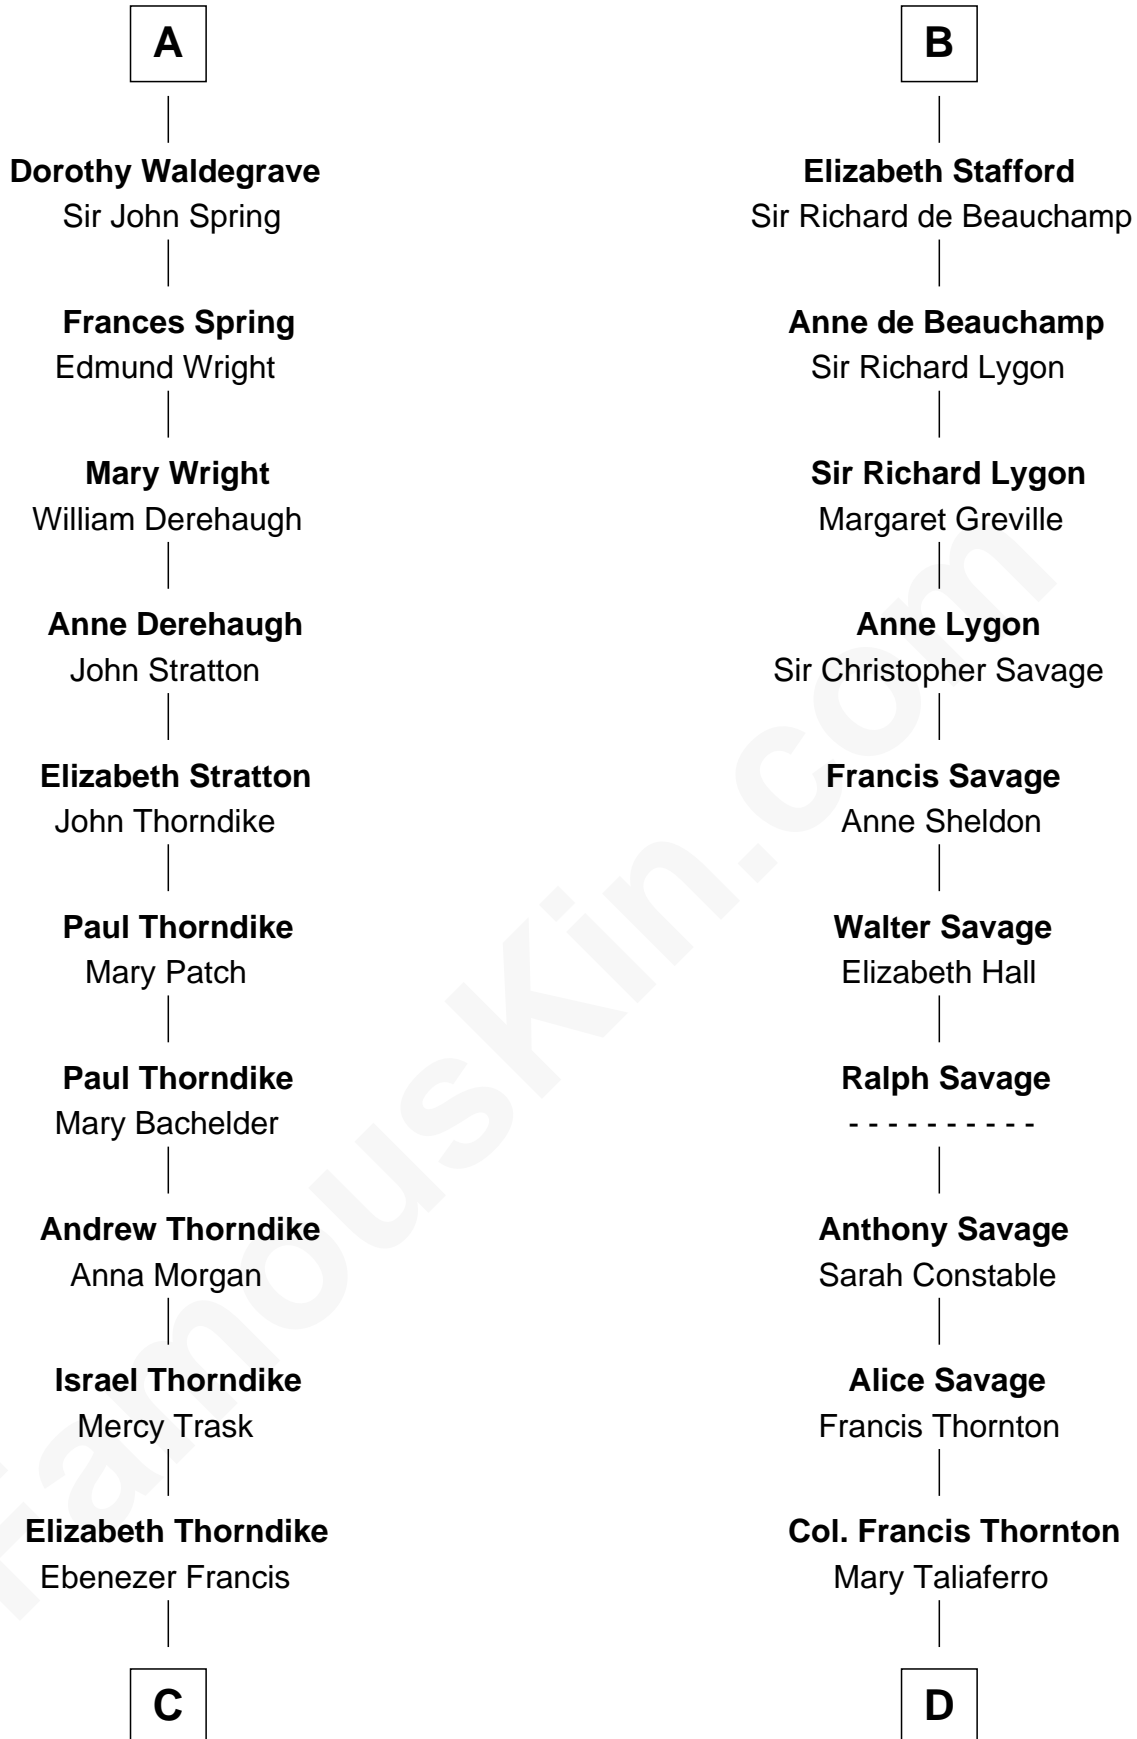 A
Dorothy Waldegrave
Sir John Spring
Frances Spring
Edmund Wright
Mary Wright
William Derehaugh
Anne Derehaugh
John Stratton
Elizabeth Stratton
John Thorndike
Paul Thorndike
Mary Patch
Paul Thorndike
Mary Bachelder
Andrew Thorndike
Anna Morgan
Israel Thorndike
Mercy Trask
Elizabeth Thorndike
Ebenezer Francis
C
B
Elizabeth Stafford
Sir Richard de Beauchamp
Anne de Beauchamp
Sir Richard Lygon
Sir Richard Lygon
Margaret Greville
Anne Lygon
Sir Christopher Savage
Francis Savage
Anne Sheldon
Walter Savage
Elizabeth Hall
Ralph Savage
- - - - - - - - - -
Anthony Savage
Sarah Constable
Alice Savage
Francis Thornton
Col. Francis Thornton
Mary Taliaferro
D
FamousKin.com